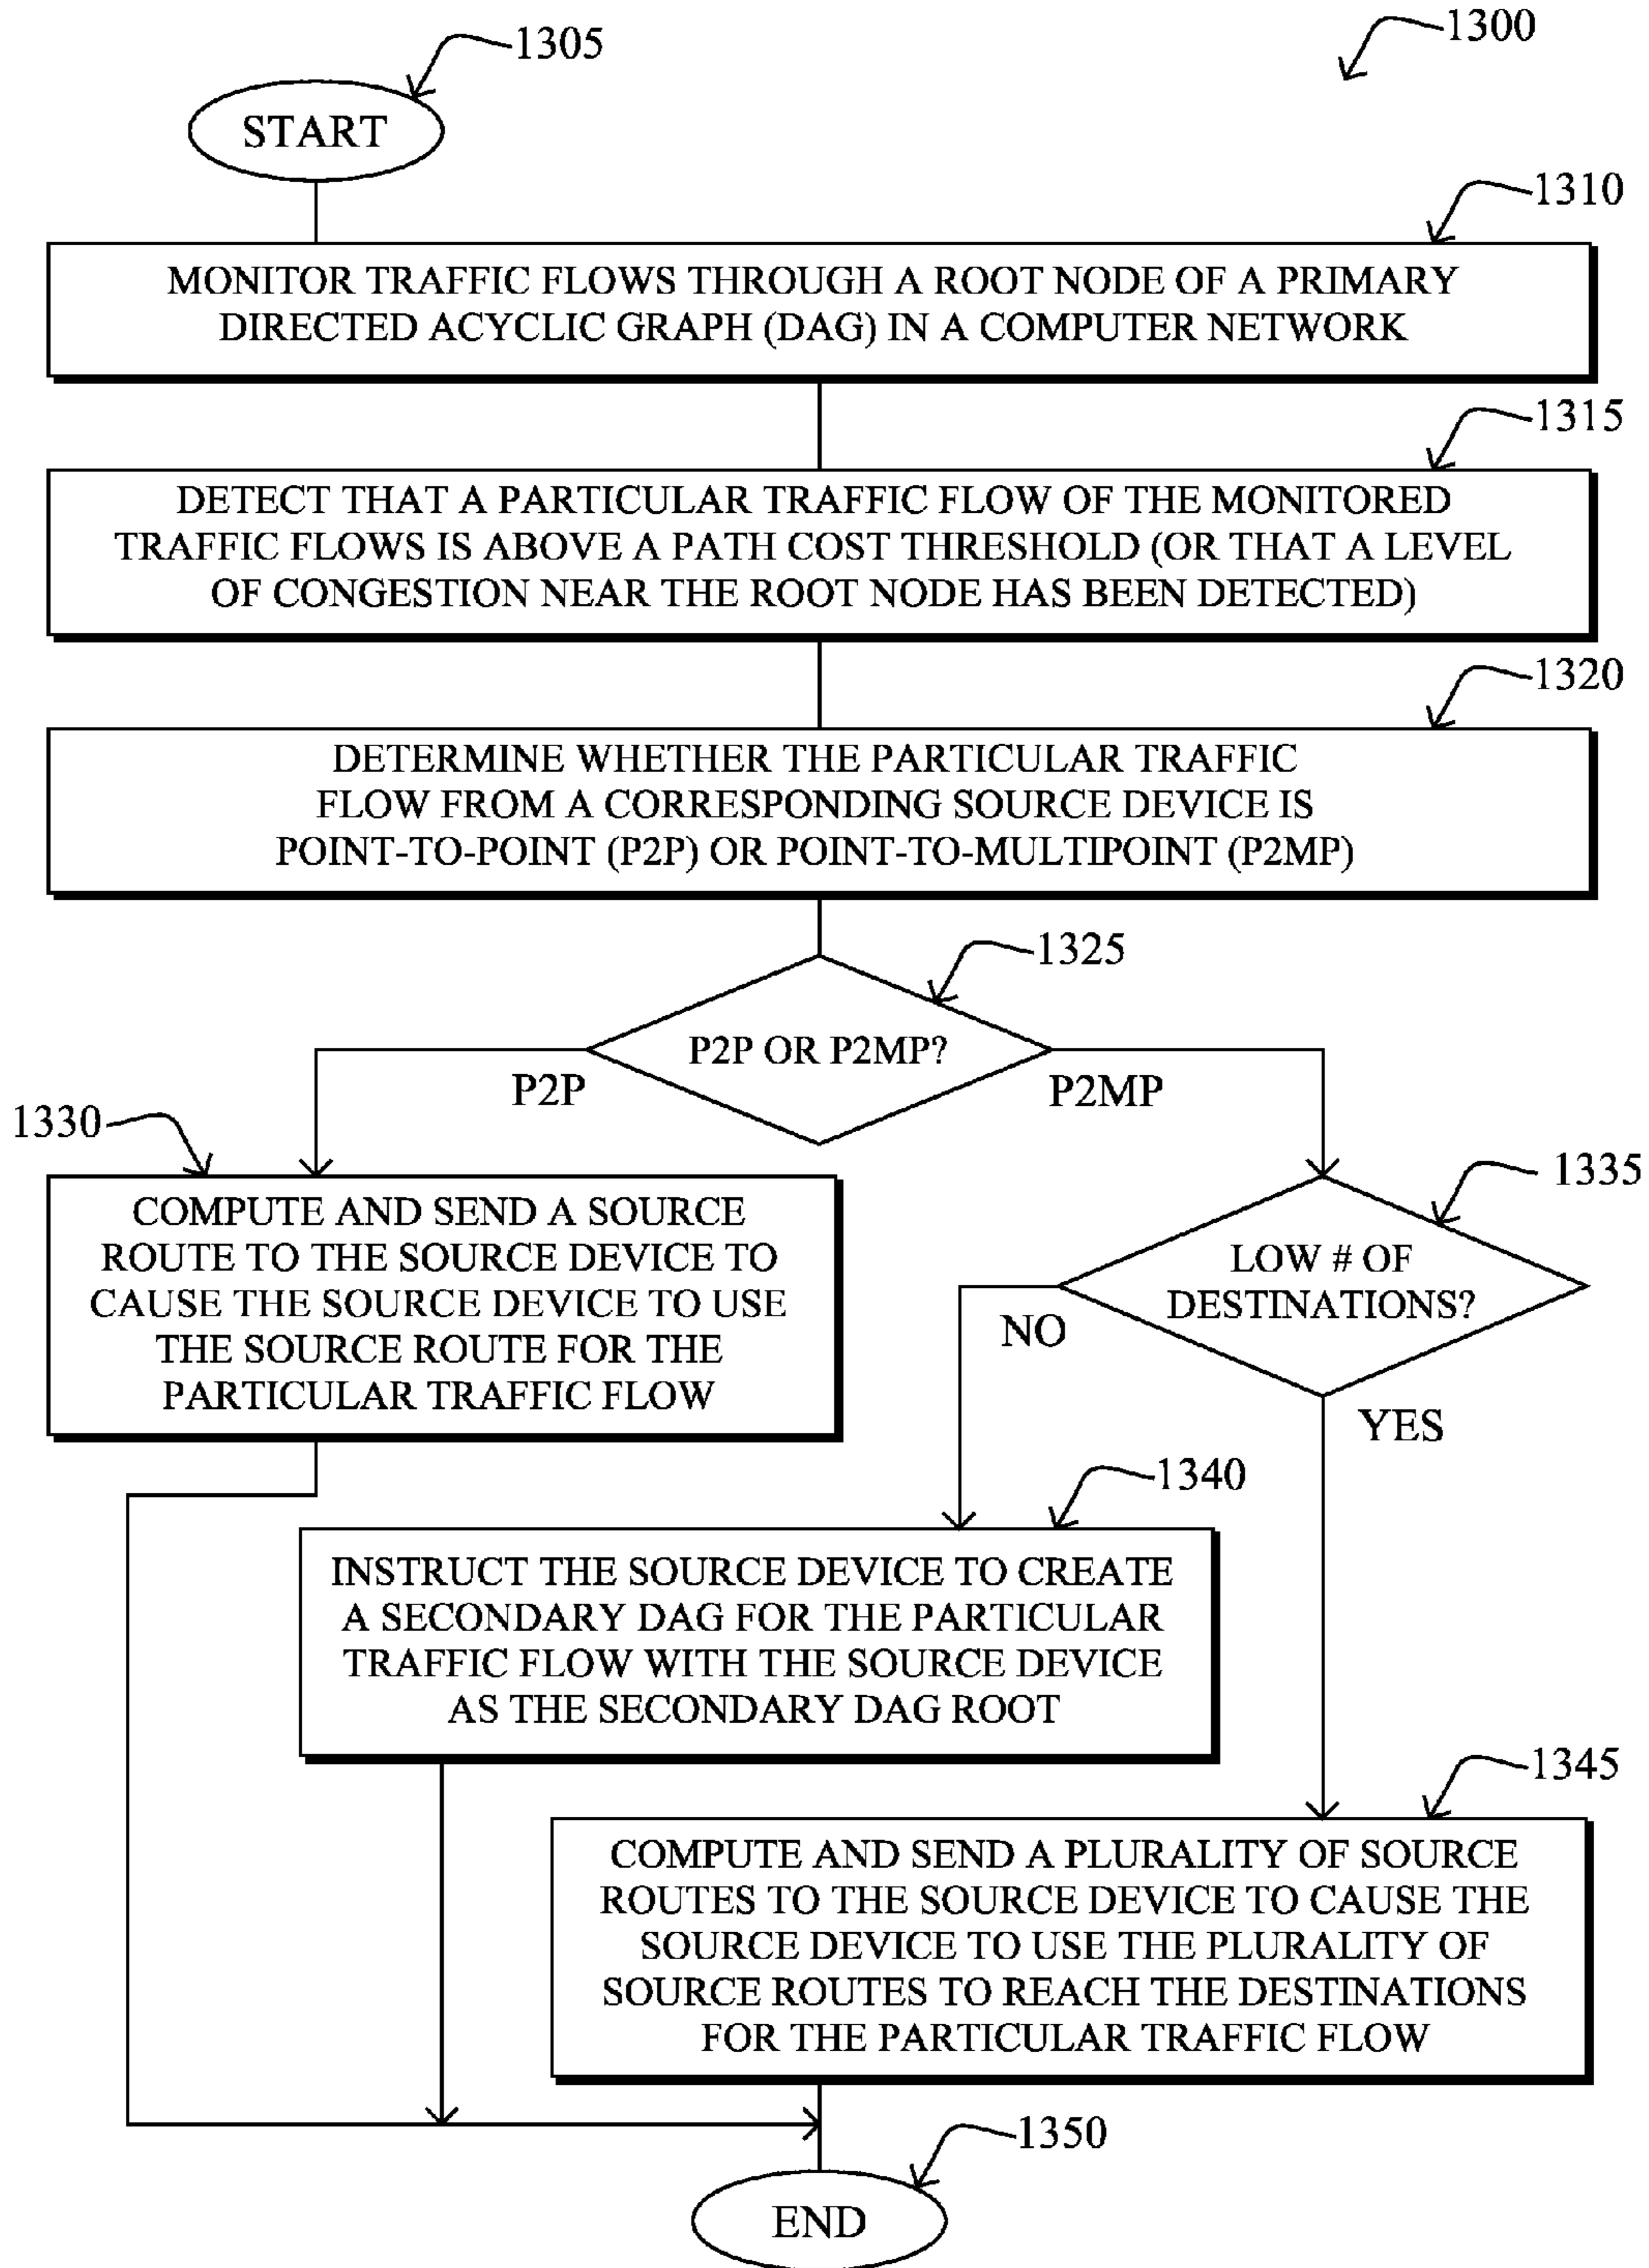 1300
1305
START
1310
MONITOR TRAFFIC FLOWS THROUGH A ROOT NODE OF A PRIMARY
DIRECTED ACYCLIC GRAPH (DAG) IN A COMPUTER NETWORK
1315
DETECT THAT A PARTICULAR TRAFFIC FLOW OF THE MONITORED
TRAFFIC FLOWS IS ABOVE A PATH COST THRESHOLD (OR THAT A LEVEL
OF CONGESTION NEAR THE ROOT NODE HAS BEEN DETECTED)
1320
DETERMINE WHETHER THE PARTICULAR TRAFFIC
FLOW FROM A CORRESPONDING SOURCE DEVICE IS
POINT-TO-POINT (P2P) OR POINT-TO-MULTIPOINT (P2MP)
1325
P2P OR P2MP?
P2P
P2MP
1330
COMPUTE AND SEND A SOURCE
ROUTE TO THE SOURCE DEVICE TO
CAUSE THE SOURCE DEVICE TO USE
THE SOURCE ROUTE FOR THE
PARTICULAR TRAFFIC FLOW
1335
LOW # OF
DESTINATIONS?
NO
YES
1340
INSTRUCT THE SOURCE DEVICE TO CREATE
A SECONDARY DAG FOR THE PARTICULAR
TRAFFIC FLOW WITH THE SOURCE DEVICE
AS THE SECONDARY DAG ROOT
1345
COMPUTE AND SEND A PLURALITY OF SOURCE
ROUTES TO THE SOURCE DEVICE TO CAUSE THE
SOURCE DEVICE TO USE THE PLURALITY OF
SOURCE ROUTES TO REACH THE DESTINATIONS
FOR THE PARTICULAR TRAFFIC FLOW
1350
END